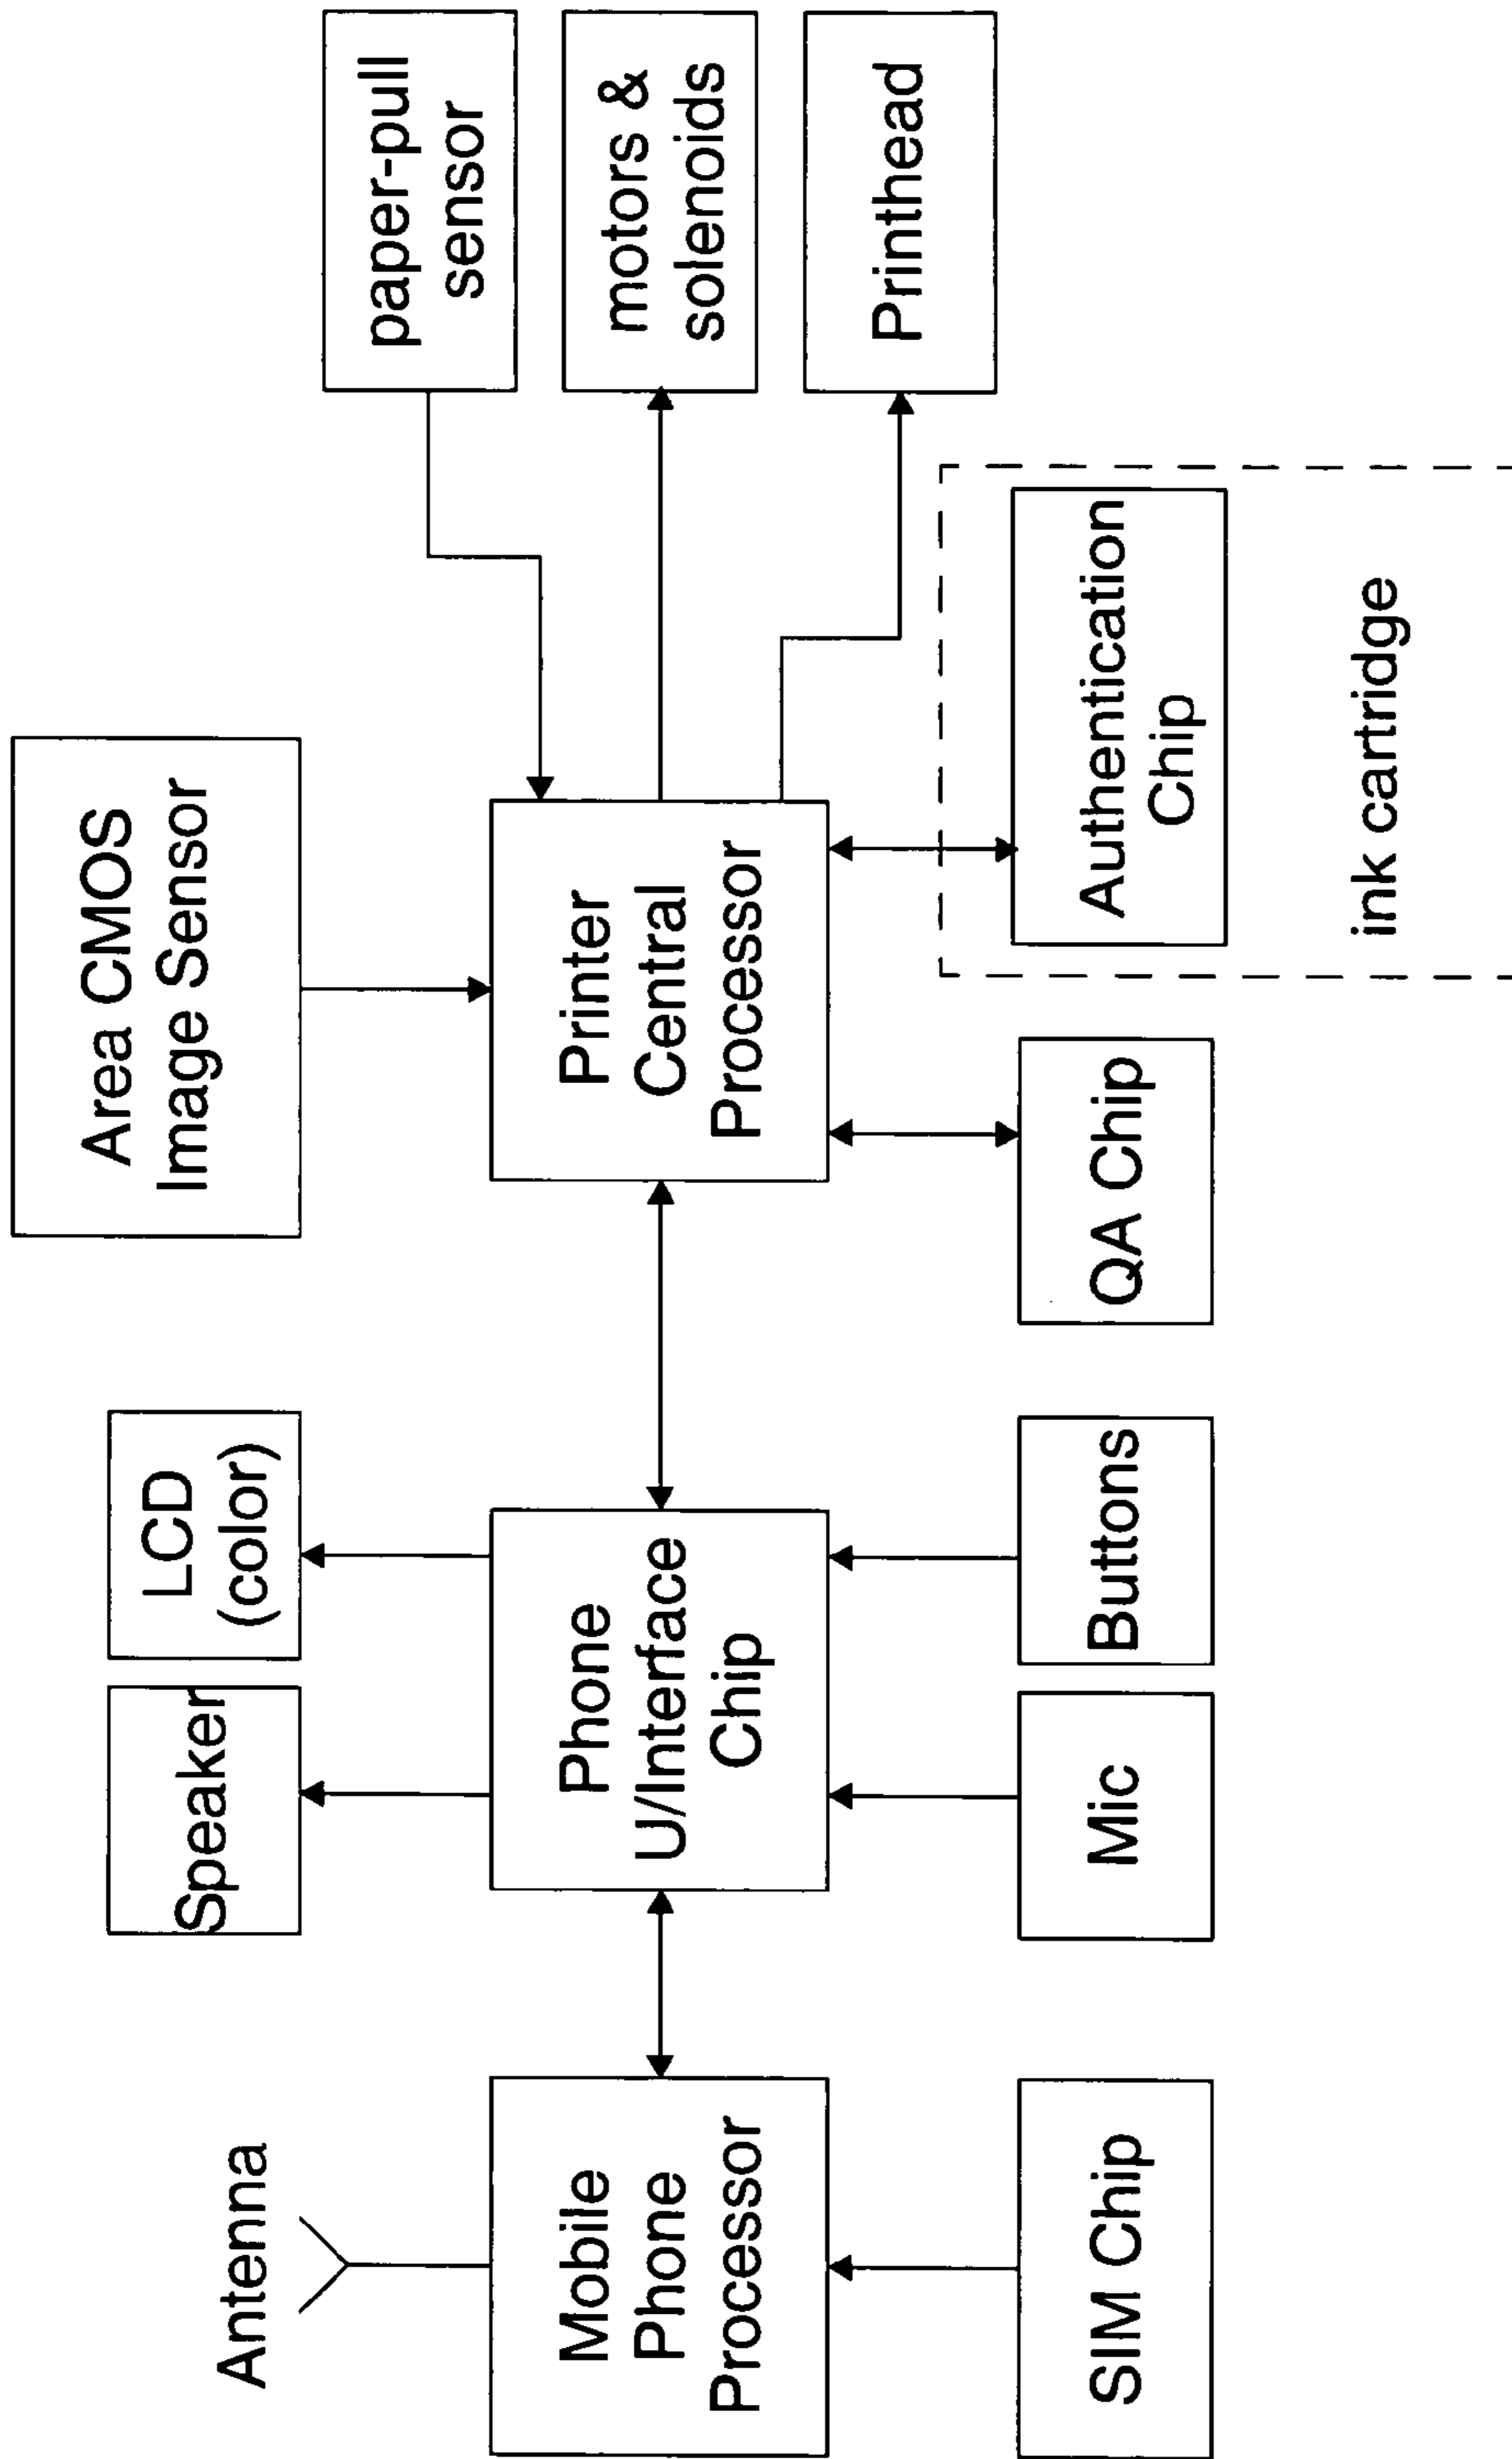 Antenna
Mobile
Phone
Processor
SIM Chip
Speaker
LCD
(color)
Phone
U/Interface
Chip
Mic
Buttons
Area CMOS
Image Sensor
Printer
Central
Processor
QA Chip
Authentication
Chip
ink cartridge
paper-pull
sensor
motors &
solenoids
Printhead